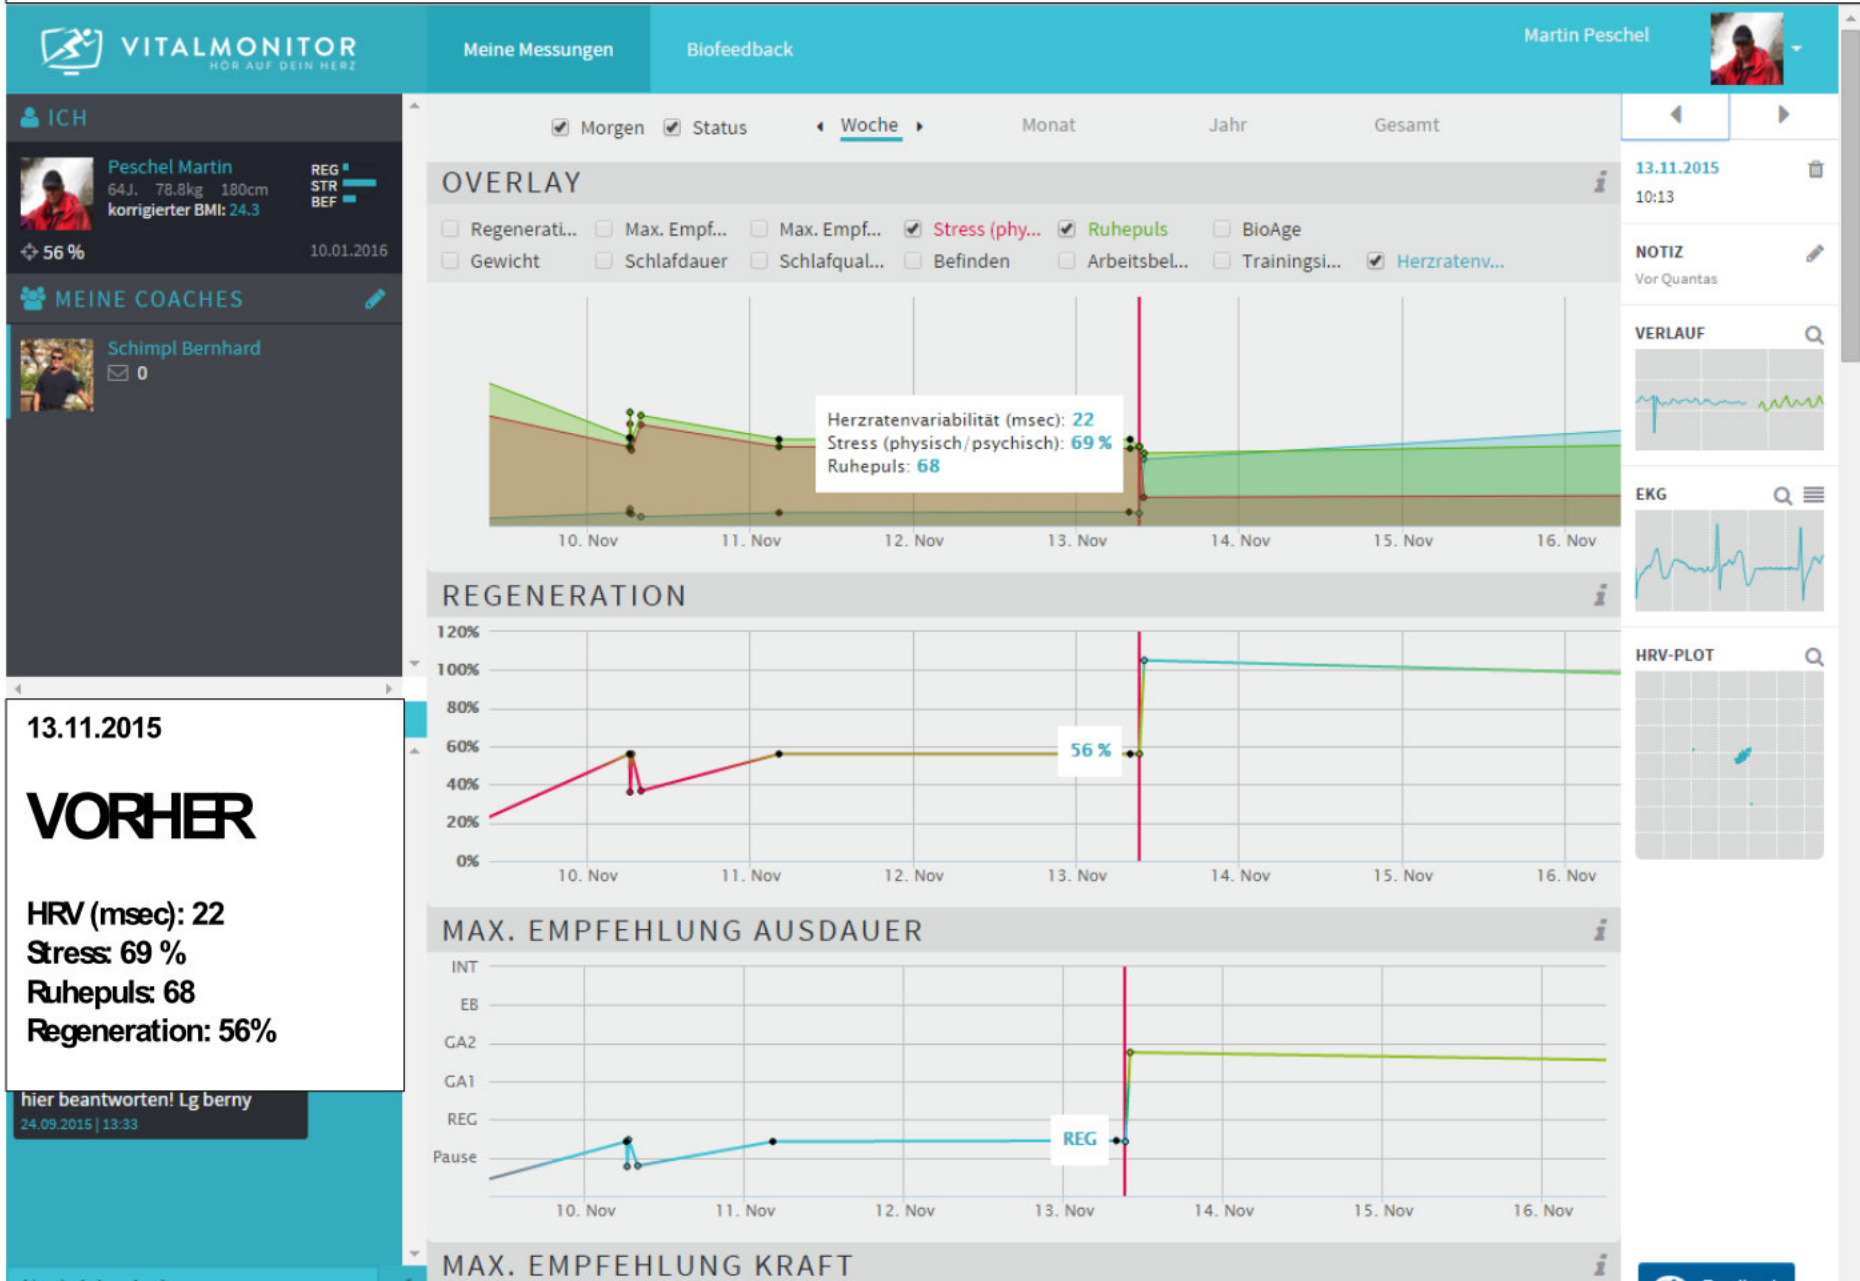 VITALMONITOR
HÖR AUF DEIN HERZ
Meine Messungen
Biofeedback
Martin Peschel
ICH
Peschel Martin
64J. 78.8kg 180cm
korrigierter BMI: 24.3
REG
STR
BEF
56 %
10.01.2016
MEINE COACHES
Schimpl Bernhard
0
13.11.2015
VORHER
HRV (msec): 22
Stress: 69 %
Ruhepuls: 68
Regeneration: 56%
hier beantworten! Lg berny
24.09.2015 | 13:33
Morgen Status Woche Monat Jahr Gesamt
OVERLAY
Regenerati... Max. Empf... Max. Empf... Stress (phy... Ruhepuls BioAge
Gewicht Schlafdauer Schlafqual... Befinden Arbeitsbel... Trainingsi... Herzratenv...
Herzratenvariabilität (msec): 22
Stress (physisch/psychisch): 69 %
Ruhepuls: 68
10. Nov 11. Nov 12. Nov 13. Nov 14. Nov 15. Nov 16. Nov
REGENERATION
120%
100%
80%
60%
56 %
40%
20%
0%
10. Nov 11. Nov 12. Nov 13. Nov 14. Nov 15. Nov 16. Nov
MAX. EMPFEHLUNG AUSDAUER
INT
EB
GA2
GA1
REG
REG
Pause
10. Nov 11. Nov 12. Nov 13. Nov 14. Nov 15. Nov 16. Nov
MAX. EMPFEHLUNG KRAFT
13.11.2015
10:13
NOTIZ
Vor Quantas
VERLAUF
EKG
HRV-PLOT